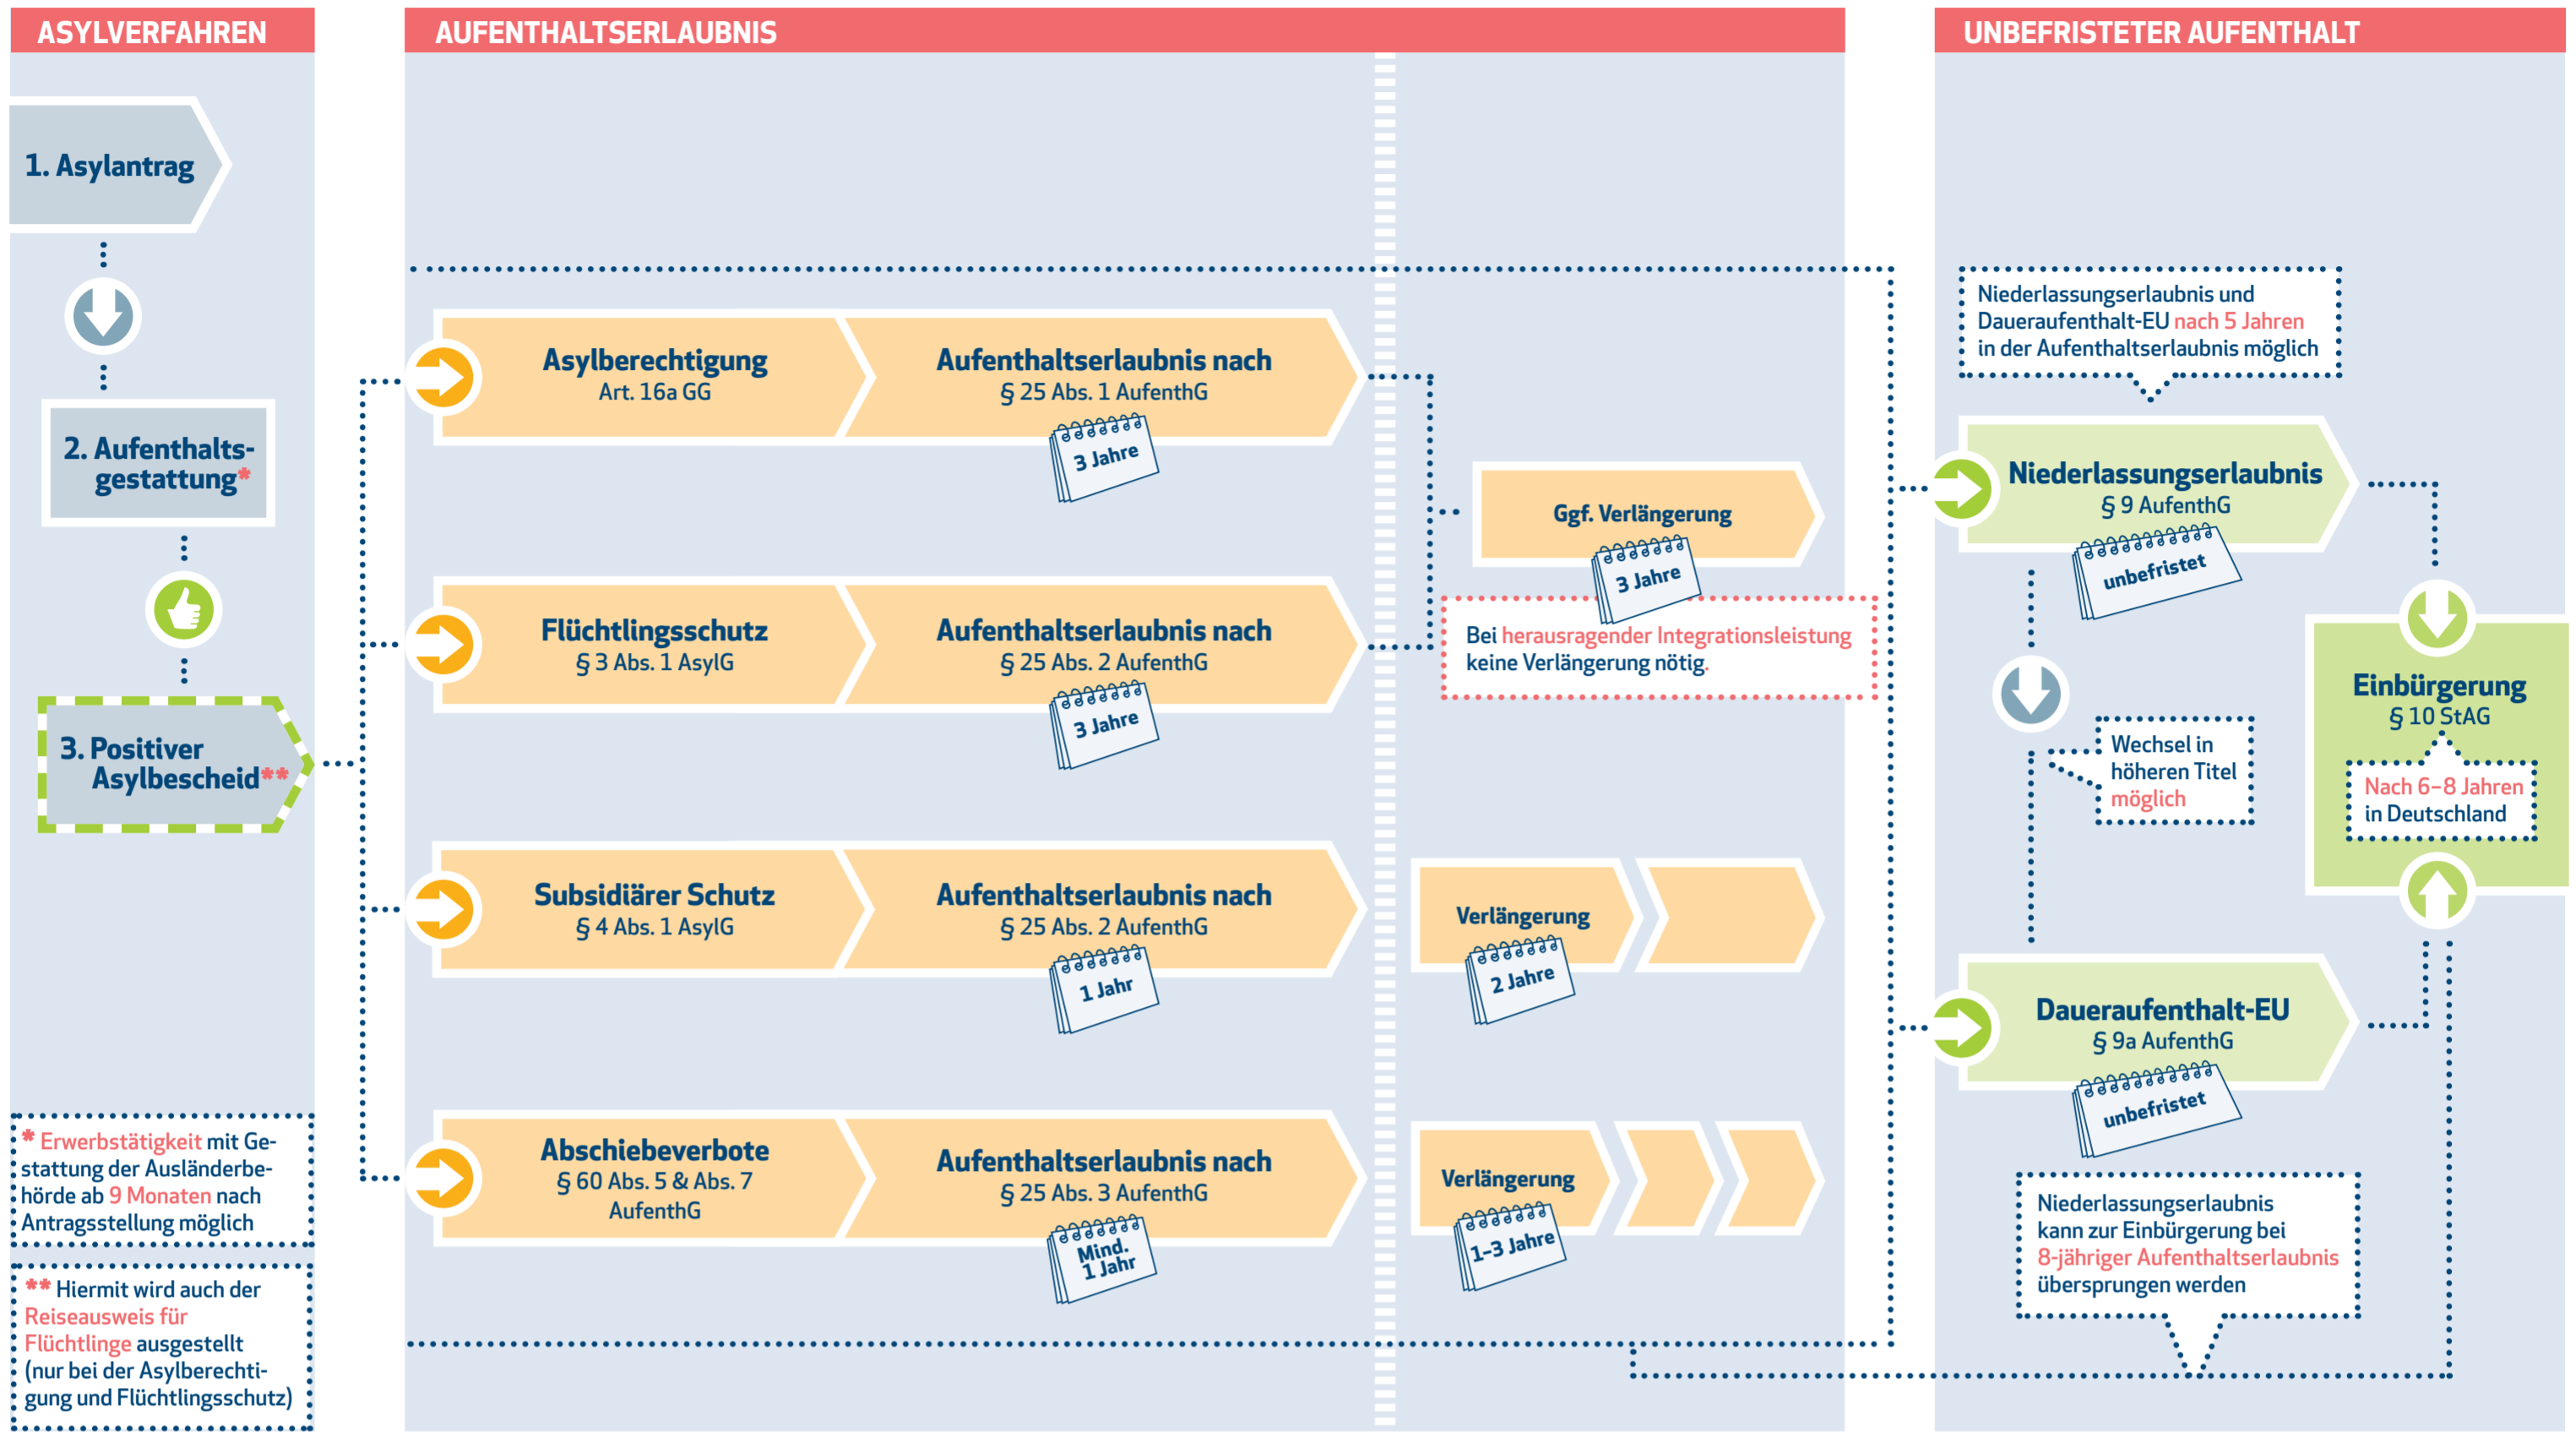 ASYLVERFAHREN
1. Asylantrag
2. Aufenthalts-
gestattung*
3. Positiver
Asylbescheid**
* Erwerbstätigkeit mit Ge-
stattung der Ausländerbe-
hörde ab 9 Monaten nach
Antragsstellung möglich
** Hiermit wird auch der
Reiseausweis für
Flüchtlinge ausgestellt
(nur bei der Asylberechti-
gung und Flüchtlingsschutz)
AUFENTHALTSERLAUBNIS
Asylberechtigung
Art. 16a GG
Aufenthaltserlaubnis nach
§ 25 Abs. 1 AufenthG
3 Jahre
Flüchtlingsschutz
§ 3 Abs. 1 AsylG
Aufenthaltserlaubnis nach
§ 25 Abs. 2 AufenthG
3 Jahre
Ggf. Verlängerung
3 Jahre
Bei herausragender Integrationsleistung
keine Verlängerung nötig.
Subsidiärer Schutz
§ 4 Abs. 1 AsylG
Aufenthaltserlaubnis nach
§ 25 Abs. 2 AufenthG
1 Jahr
Verlängerung
2 Jahre
Abschiebeverbote
§ 60 Abs. 5 & Abs. 7
AufenthG
Aufenthaltserlaubnis nach
§ 25 Abs. 3 AufenthG
Mind.
1 Jahr
Verlängerung
1–3 Jahre
UNBEFRISTETER AUFENTHALT
Niederlassungserlaubnis und
Daueraufenthalt-EU nach 5 Jahren
in der Aufenthaltserlaubnis möglich
Niederlassungserlaubnis
§ 9 AufenthG
unbefristet
Wechsel in
höheren Titel
möglich
Einbürgerung
§ 10 StAG
Nach 6–8 Jahren
in Deutschland
Daueraufenthalt-EU
§ 9a AufenthG
unbefristet
Niederlassungserlaubnis
kann zur Einbürgerung bei
8-jähriger Aufenthaltserlaubnis
übersprungen werden